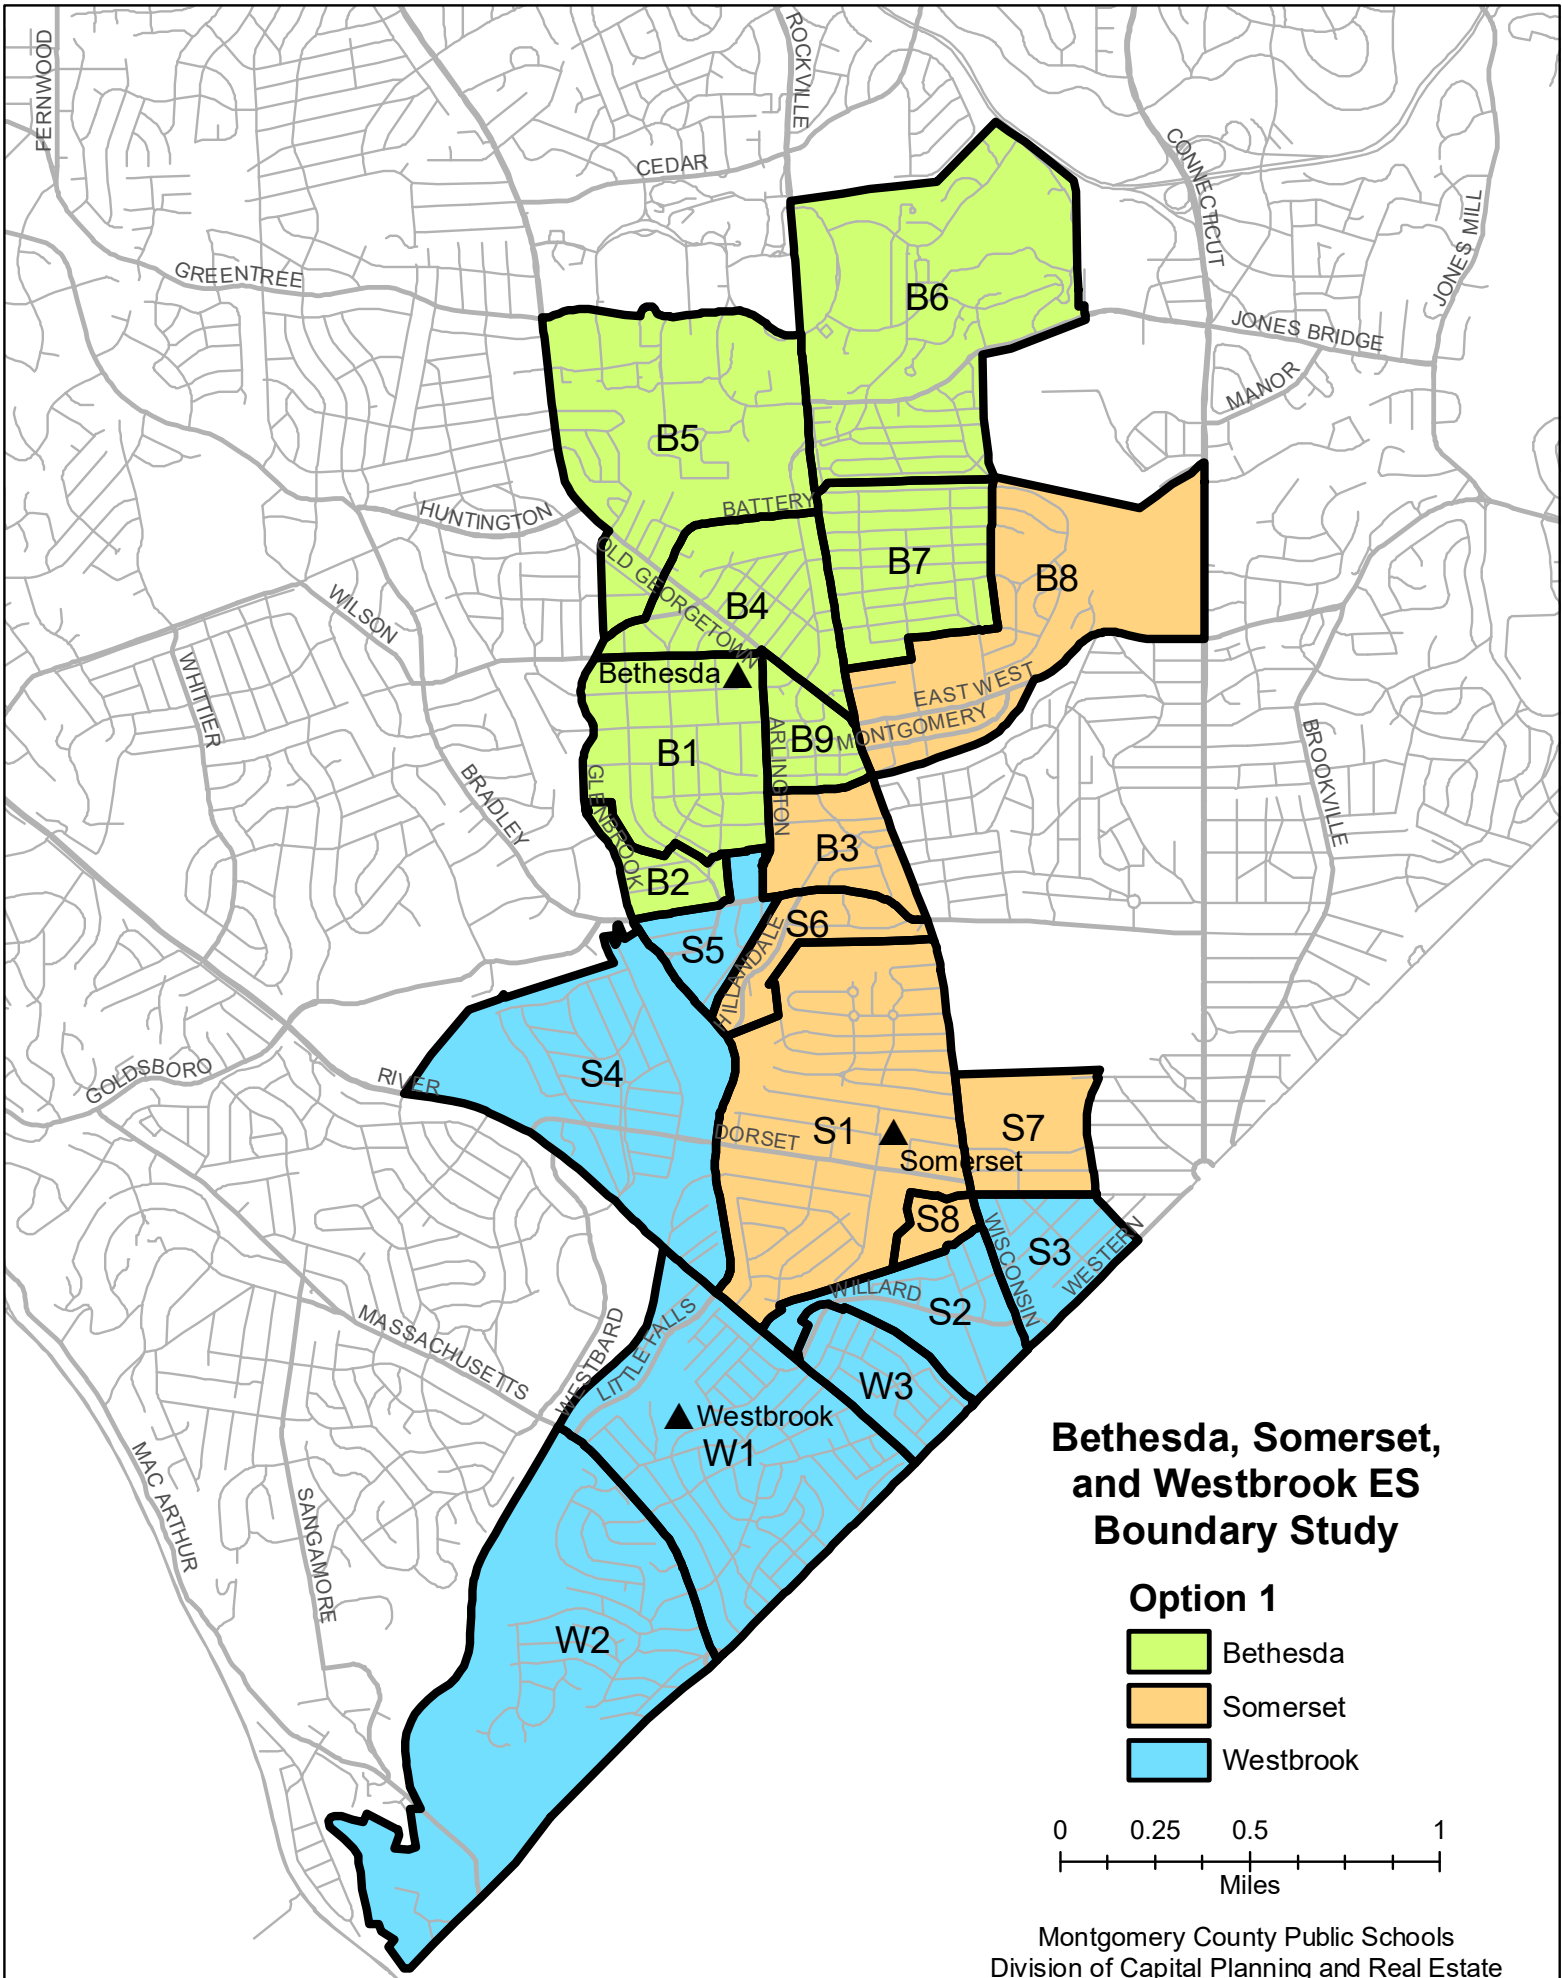 FERNWOOD
ROCKVILLE
CEDAR
CONNECTICUT
JONES MILL
GREENTREE
B6
JONES BRIDGE
MANOR
B5
HUNTINGTON
BATTERY
OLD GEORGETOWN
B7
B8
WILSON
B4
WHITTIER
Bethesda
EAST WEST
MONTGOMERY
ARLINGTON
B9
B1
BROOKVILLE
GLENBROOK
BRADLEY
B3
B2
S6
S5
HILLANDALE
GOLDSBORO
RIVER
S4
DORSET
S1
S7
Somerset
S8
WISCONSIN
S3
WESTERN
WILLARD
S2
MASSACHUSETTS
WESTBARD
LITTLE FALLS
W3
Westbrook
W1
MAC ARTHUR
SANGAMORE
W2
Bethesda, Somerset,
and Westbrook ES
Boundary Study
Option 1
Bethesda
Somerset
Westbrook
0 0.25 0.5 1
Miles
Montgomery County Public Schools
Division of Capital Planning and Real Estate